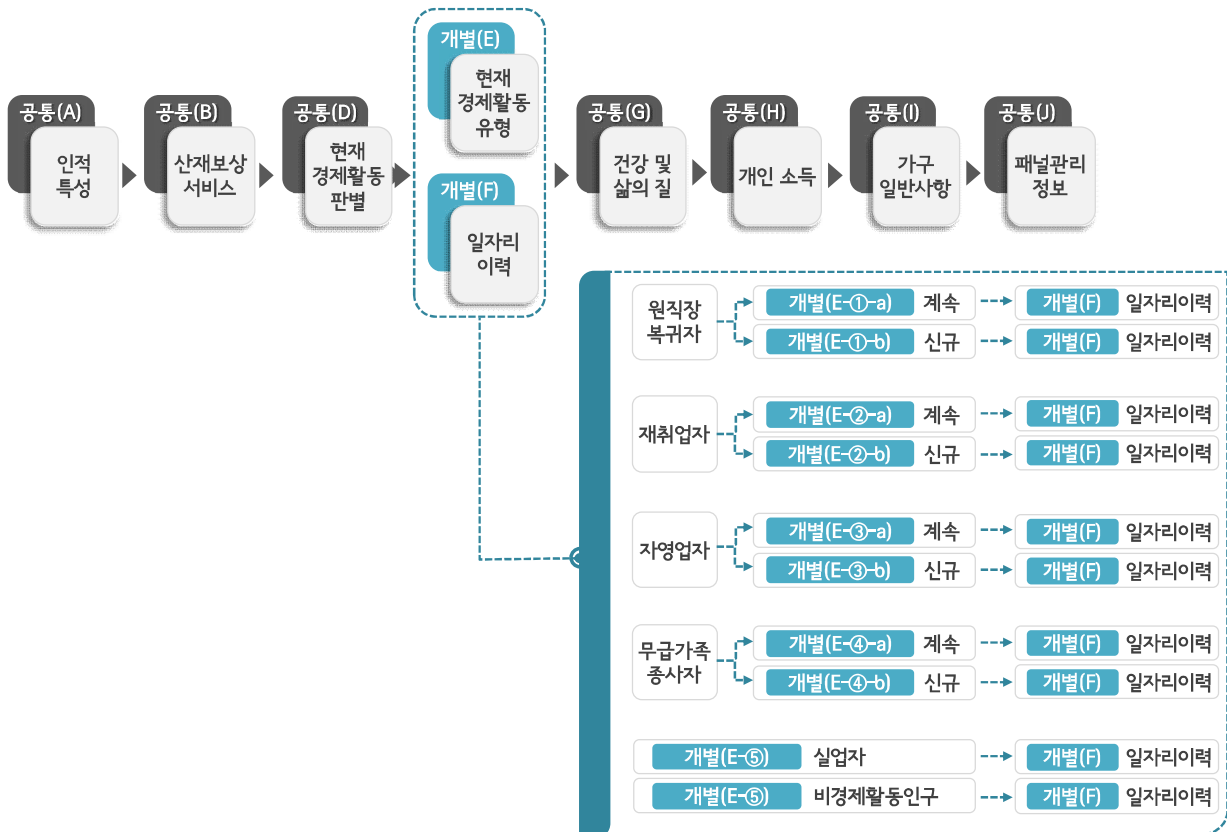 공통(A)
인적
특성
공통(B)
산재보상
서비스
공통(D)
현재
경제활동
판별
개별(E)
현재
경제활동
유형
개별(F)
일자리
이력
공통(G)
건강 및
삶의 질
공통(H)
개인 소득
공통(I)
가구
일반사항
공통(J)
패널관리
정보
원직장
복귀자
개별(E-①-a) 계속 개별(F) 일자리이력
개별(E-①-b) 신규 개별(F) 일자리이력
재취업자
개별(E-②-a) 계속 개별(F) 일자리이력
개별(E-②-b) 신규 개별(F) 일자리이력
자영업자
개별(E-③-a) 계속 개별(F) 일자리이력
개별(E-③-b) 신규 개별(F) 일자리이력
무급가족
종사자
개별(E-④-a) 계속 개별(F) 일자리이력
개별(E-④-b) 신규 개별(F) 일자리이력
개별(E-⑤) 실업자 개별(F) 일자리이력
개별(E-⑤) 비경제활동인구 개별(F) 일자리이력